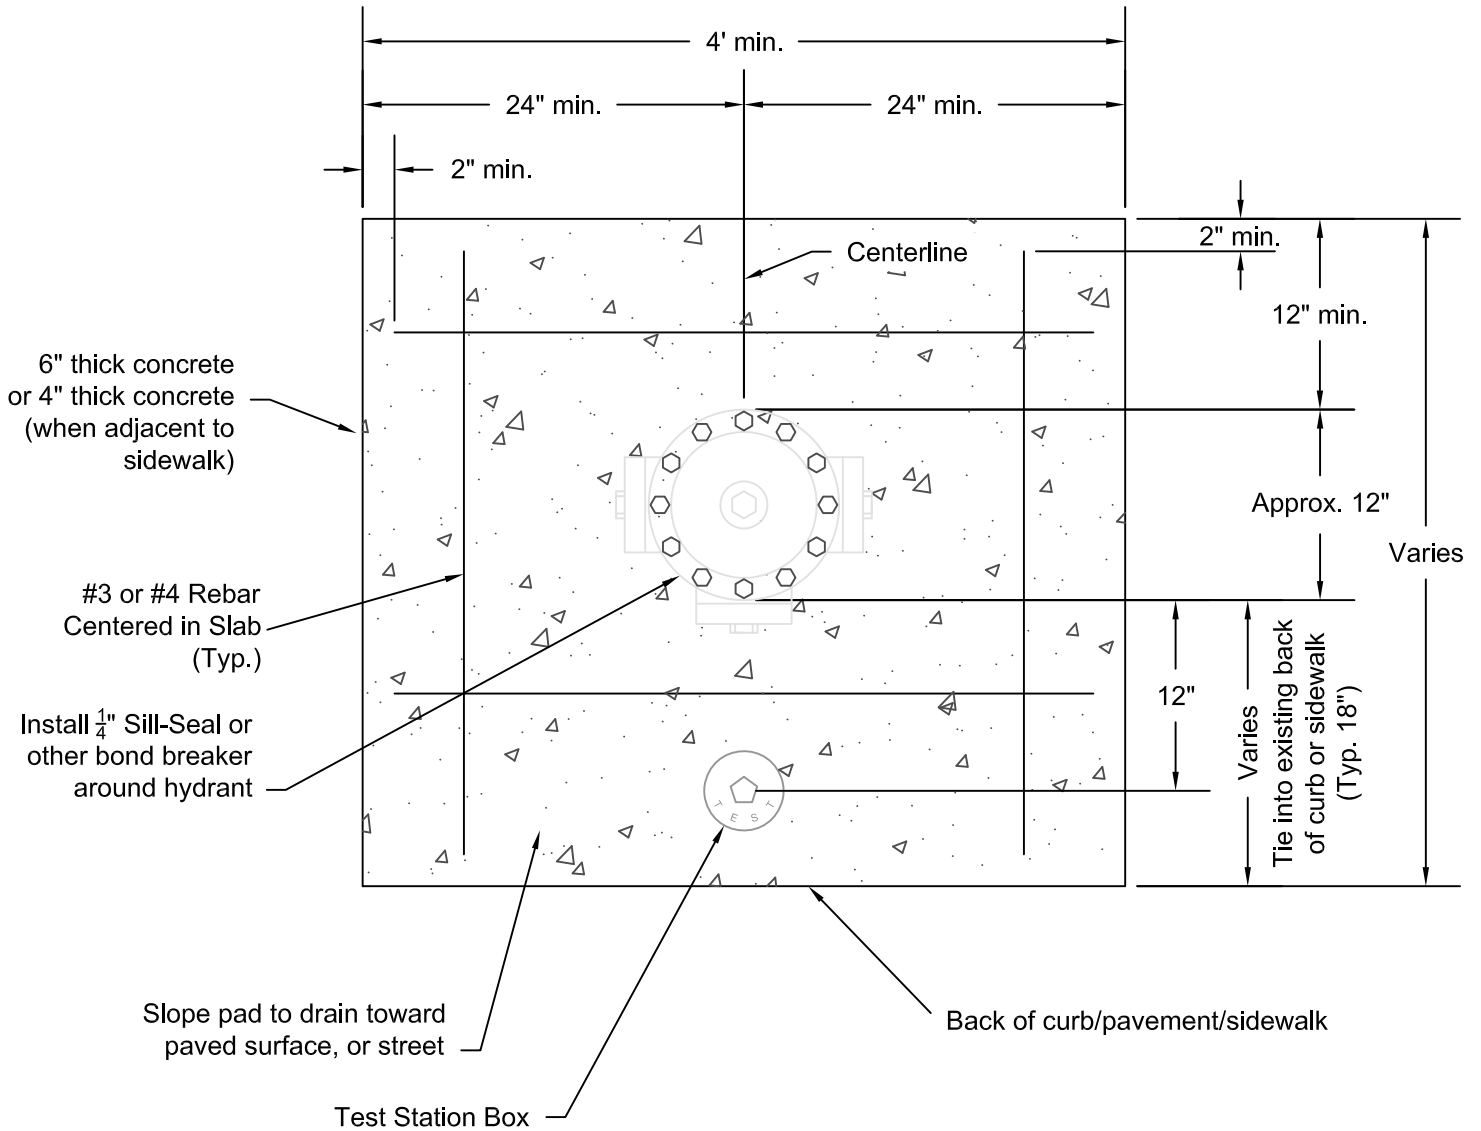 4' min.
24" min.
24" min.
2" min.
2" min.
Centerline
12" min.
6" thick concrete
or 4" thick concrete
(when adjacent to
sidewalk)
Approx. 12"
Varies
#3 or #4 Rebar
Centered in Slab
(Typ.)
12"
Varies
Tie into existing back
of curb or sidewalk
(Typ. 18")
Install 1/4" Sill-Seal or
other bond breaker
around hydrant
TEST
Slope pad to drain toward
paved surface, or street
Back of curb/pavement/sidewalk
Test Station Box